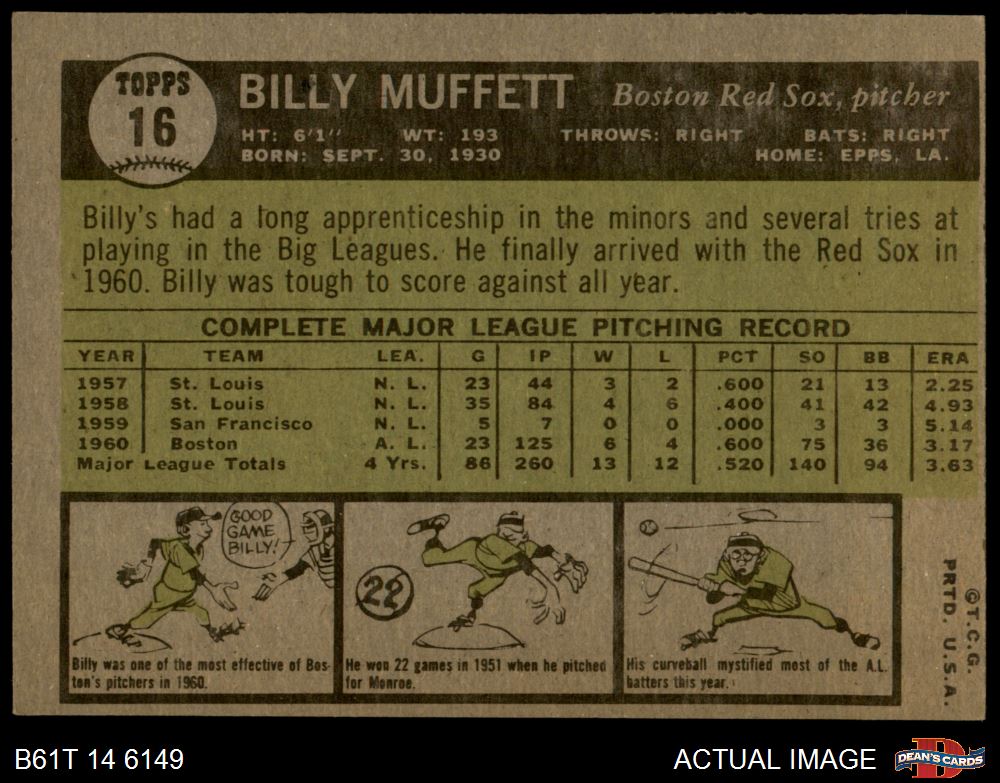 TOPPS
16
BILLY MUFFETT Boston Red Sox, pitcher
HT: 6'1" WT: 193 THROWS: RIGHT BATS: RIGHT
BORN: SEPT. 30, 1930 HOME: EPPS, LA.
Billy's had a long apprenticeship in the minors and several tries at
playing in the Big Leagues. He finally arrived with the Red Sox in
1960. Billy was tough to score against all year.
COMPLETE MAJOR LEAGUE PITCHING RECORD
YEAR TEAM LEA. G IP W L PCT SO BB ERA
1957 St. Louis N. L. 23 44 3 2 .600 21 13 2.25
1958 St. Louis N. L. 35 84 4 6 .400 41 42 4.93
1959 San Francisco N. L. 5 7 0 0 .000 3 3 5.14
1960 Boston A. L. 23 125 6 4 .600 75 36 3.17
Major League Totals 4 Yrs. 86 260 13 12 .520 140 94 3.63
GOOD
GAME
BILLY!
Billy was one of the most effective of Bos-
ton's pitchers in 1960.
22
He won 22 games in 1951 when he pitched
for Monroe.
His curveball mystified most of the A.L.
batters this year.
©T.C.G.
PRTD. U.S.A.
B61T 14 6149 ACTUAL IMAGE
D
DEAN'S CARDS